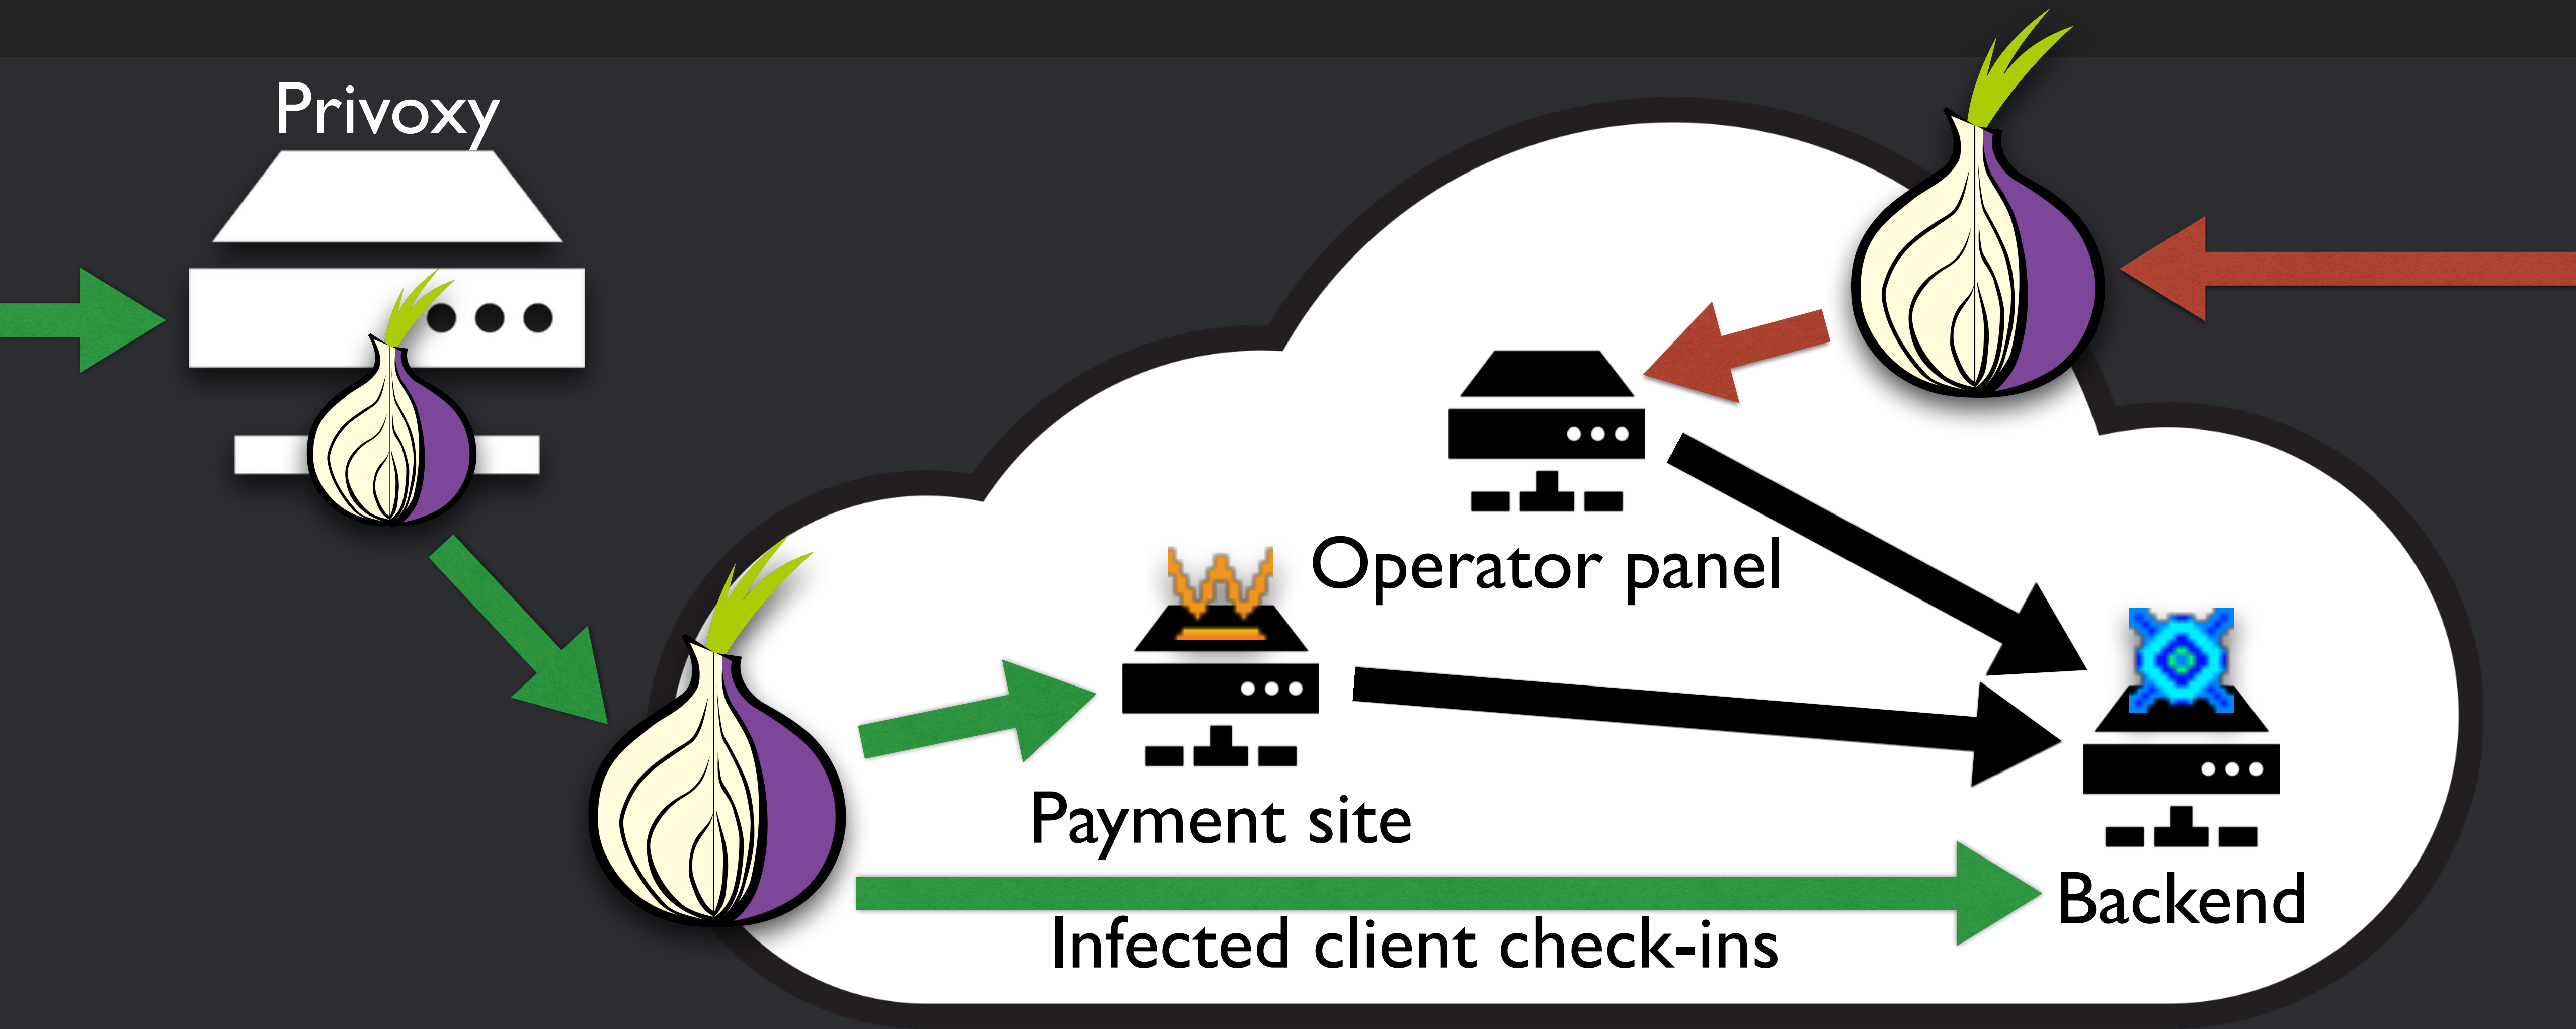 Privoxy
Operator panel
Payment site
Backend
Infected client check-ins